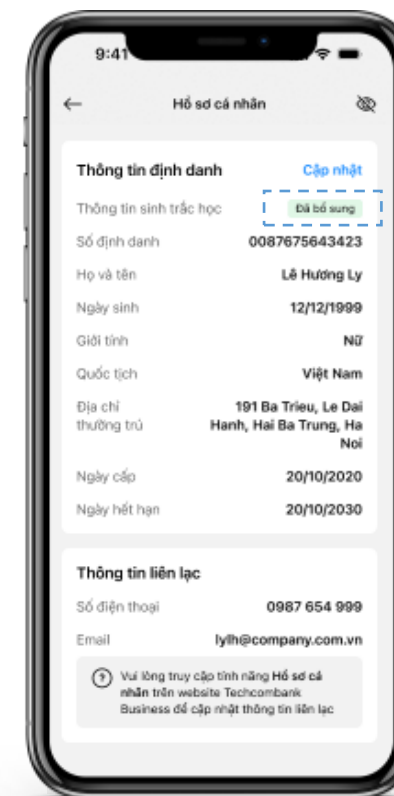 9:41
Hồ sơ cá nhân
Thông tin định danh Cập nhật
Thông tin sinh trắc học Đã bổ sung
Số định danh 0087675643423
Họ và tên Lê Hương Ly
Ngày sinh 12/12/1999
Giới tính Nữ
Quốc tịch Việt Nam
Địa chỉ 191 Ba Trieu, Le Dai
thường trú Hanh, Hai Ba Trung, Ha
Noi
Ngày cấp 20/10/2020
Ngày hết hạn 20/10/2030
Thông tin liên lạc
Số điện thoại 0987 654 999
Email lylh@company.com.vn
Vui lòng truy cập tính năng Hồ sơ cá
nhân trên website Techcombank
Business để cập nhật thông tin liên lạc